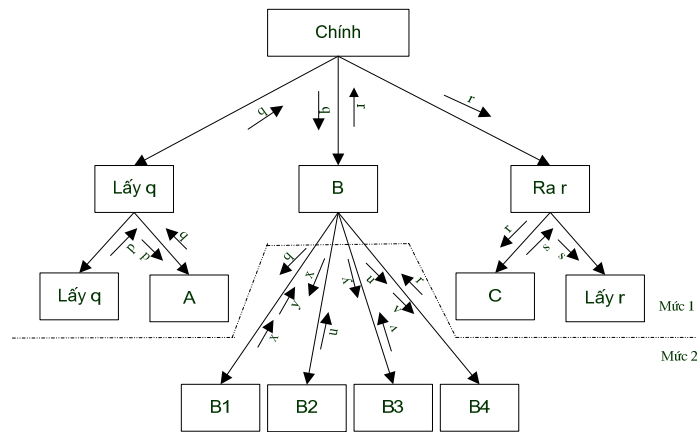 Chính
q
q
r
r
Lấy q
B
Ra r
p
p
q
q
x
y
u
v
r
r
s
s
Lấy q
A
C
Lấy r
Mức 1
x
y
u
v
Mức 2
B1
B2
B3
B4